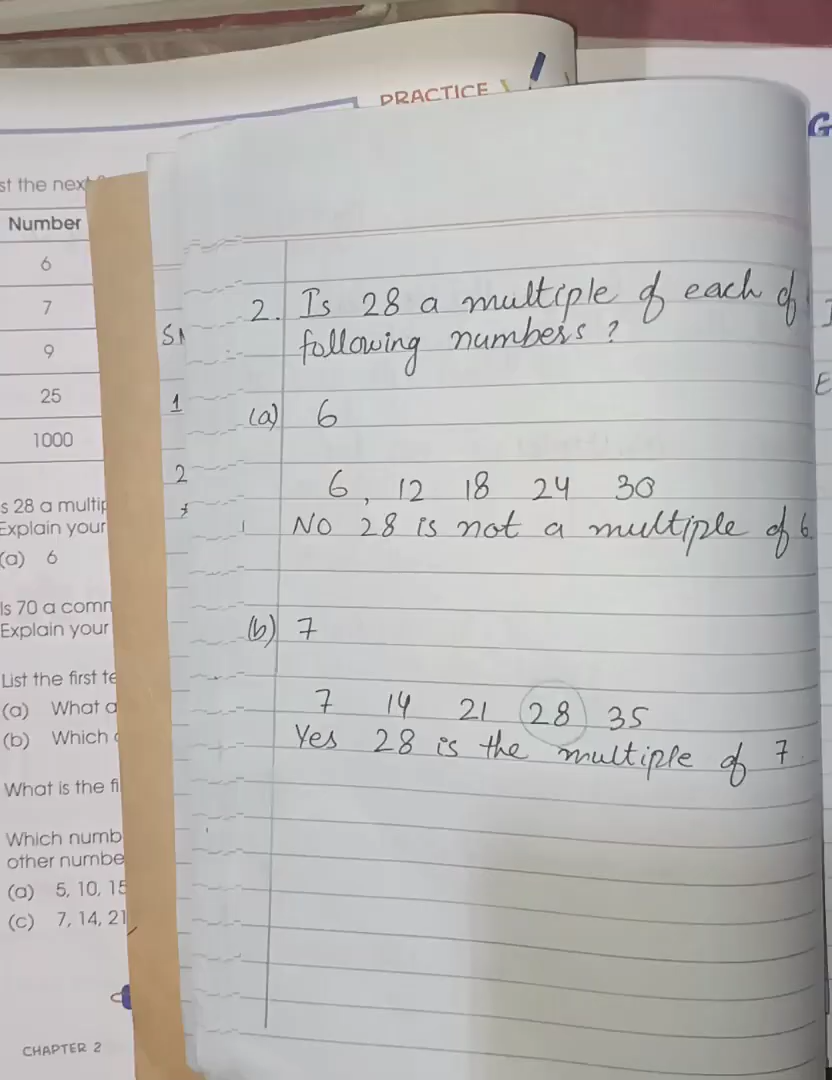 PRACTICE
G
st the next
Number
6
7
9
25
1000
s 28 a multip
Explain your
(a) 6
Is 70 a comm
Explain your
List the first te
(a) What a
(b) Which
What is the fi
Which numb
other numbe
(a) 5, 10, 15
(c) 7, 14, 21
CHAPTER 2
1
2
2. Is 28 a multiple of each of
following numbers ?
(a) 6
6, 12 18 24 30
No 28 is not a multiple of 6
(b) 7
7 14 21 28 35
Yes 28 is the multiple of 7.